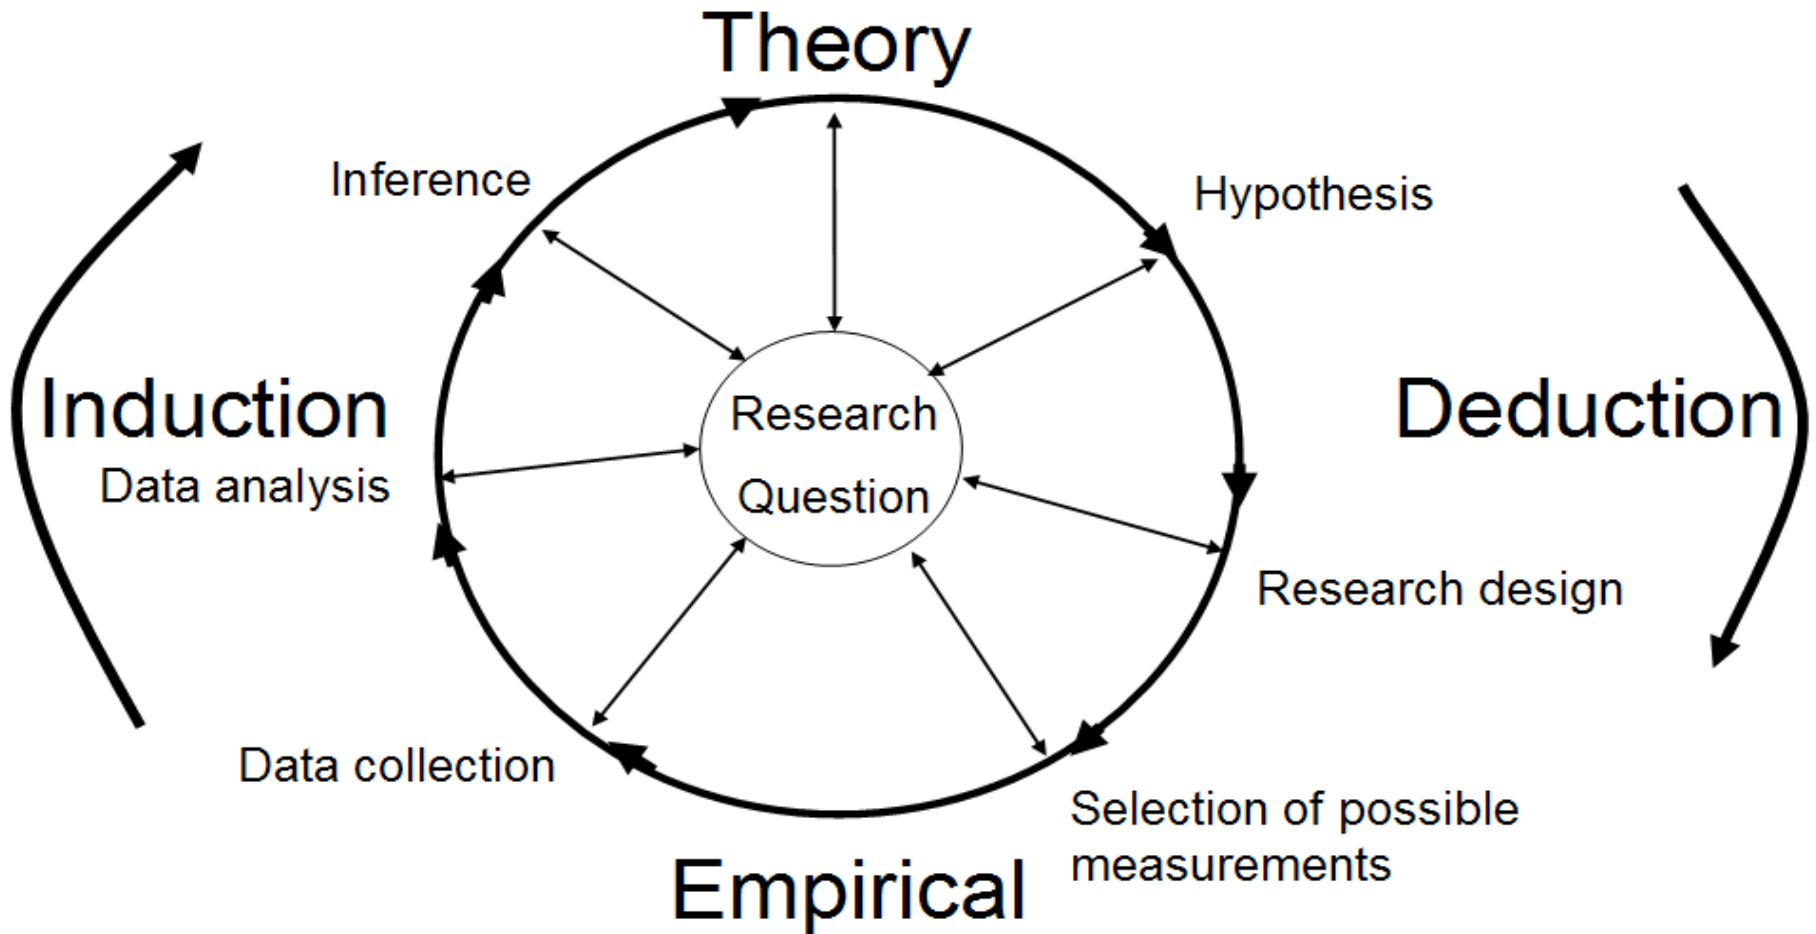 Theory
Inference
Hypothesis
Induction
Data analysis
Research
Question
Deduction
Research design
Data collection
Selection of possible
measurements
Empirical